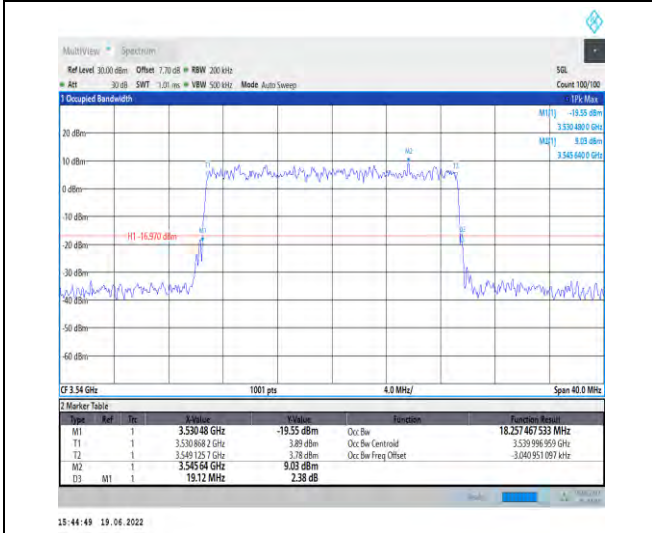 MultiView Spectrum
Ref Level 30.00 dBm Offset 7.70 dB RBW 200 kHz SGL
Att 30 dB SWT 1.01 ms VBW 500 kHz Mode Auto Sweep Count 100/100
1 Occupied Bandwidth 1Pk Max
M1[1] -19.55 dBm
3.530 480 0 GHz
M2[1] 9.03 dBm
3.545 640 0 GHz
20 dBm
10 dBm
M2
T1 T2
0 dBm
-10 dBm
M1 D3
H1 -16.970 dBm
-20 dBm
-30 dBm
-40 dBm
-50 dBm
-60 dBm
CF 3.54 GHz 1001 pts 4.0 MHz/ Span 40.0 MHz
2 Marker Table
Type Ref Trc X-Value Y-Value Function Function Result
M1 1 3.530 48 GHz -19.55 dBm Occ Bw 18.257 467 533 MHz
T1 1 3.530 868 2 GHz 3.89 dBm Occ Bw Centroid 3.539 996 959 GHz
T2 1 3.549 125 7 GHz 3.78 dBm Occ Bw Freq Offset -3.040 951 097 kHz
M2 1 3.545 64 GHz 9.03 dBm
D3 M1 1 19.12 MHz 2.38 dB
15:44:49 19.06.2022